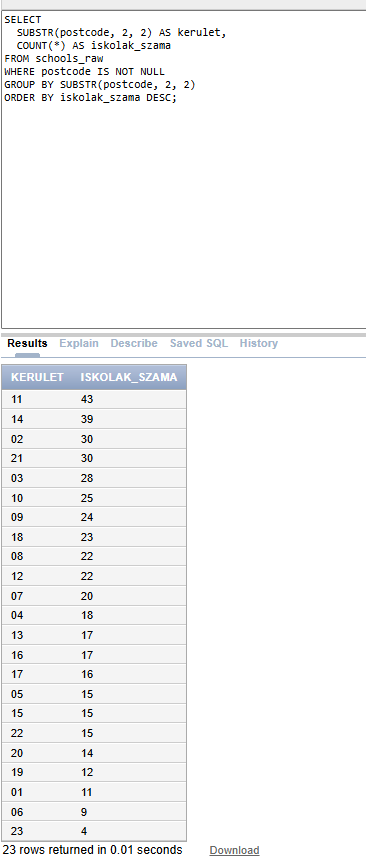 SELECT
SUBSTR(postcode, 2, 2) AS kerulet,
COUNT(*) AS iskolak_szama
FROM schools_raw
WHERE postcode IS NOT NULL
GROUP BY SUBSTR(postcode, 2, 2)
ORDER BY iskolak_szama DESC;
Results Explain Describe Saved SQL History
KERULET ISKOLAK_SZAMA
11 43
14 39
02 30
21 30
03 28
10 25
09 24
18 23
08 22
12 22
07 20
04 18
13 17
16 17
17 16
05 15
15 15
22 15
20 14
19 12
01 11
06 9
23 4
23 rows returned in 0.01 seconds Download